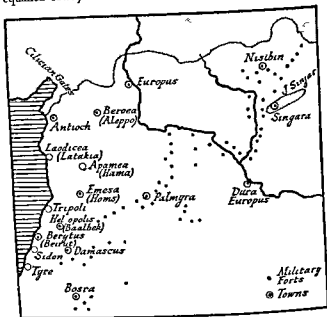 Cilician Gates
Nisibin
Europus
J. Sinjar
Singara
Beroea
(Aleppo)
Antioch
Laodicea
(Latakia)
Apamea
(Hama)
Emesa
(Homs)
Palmyra
Dura
Europus
Tripoli
Heliopolis
(Baalbek)
Berytus
(Beirut)
Sidon
Damascus
Tyre
Bosra
Military
Forts
Towns